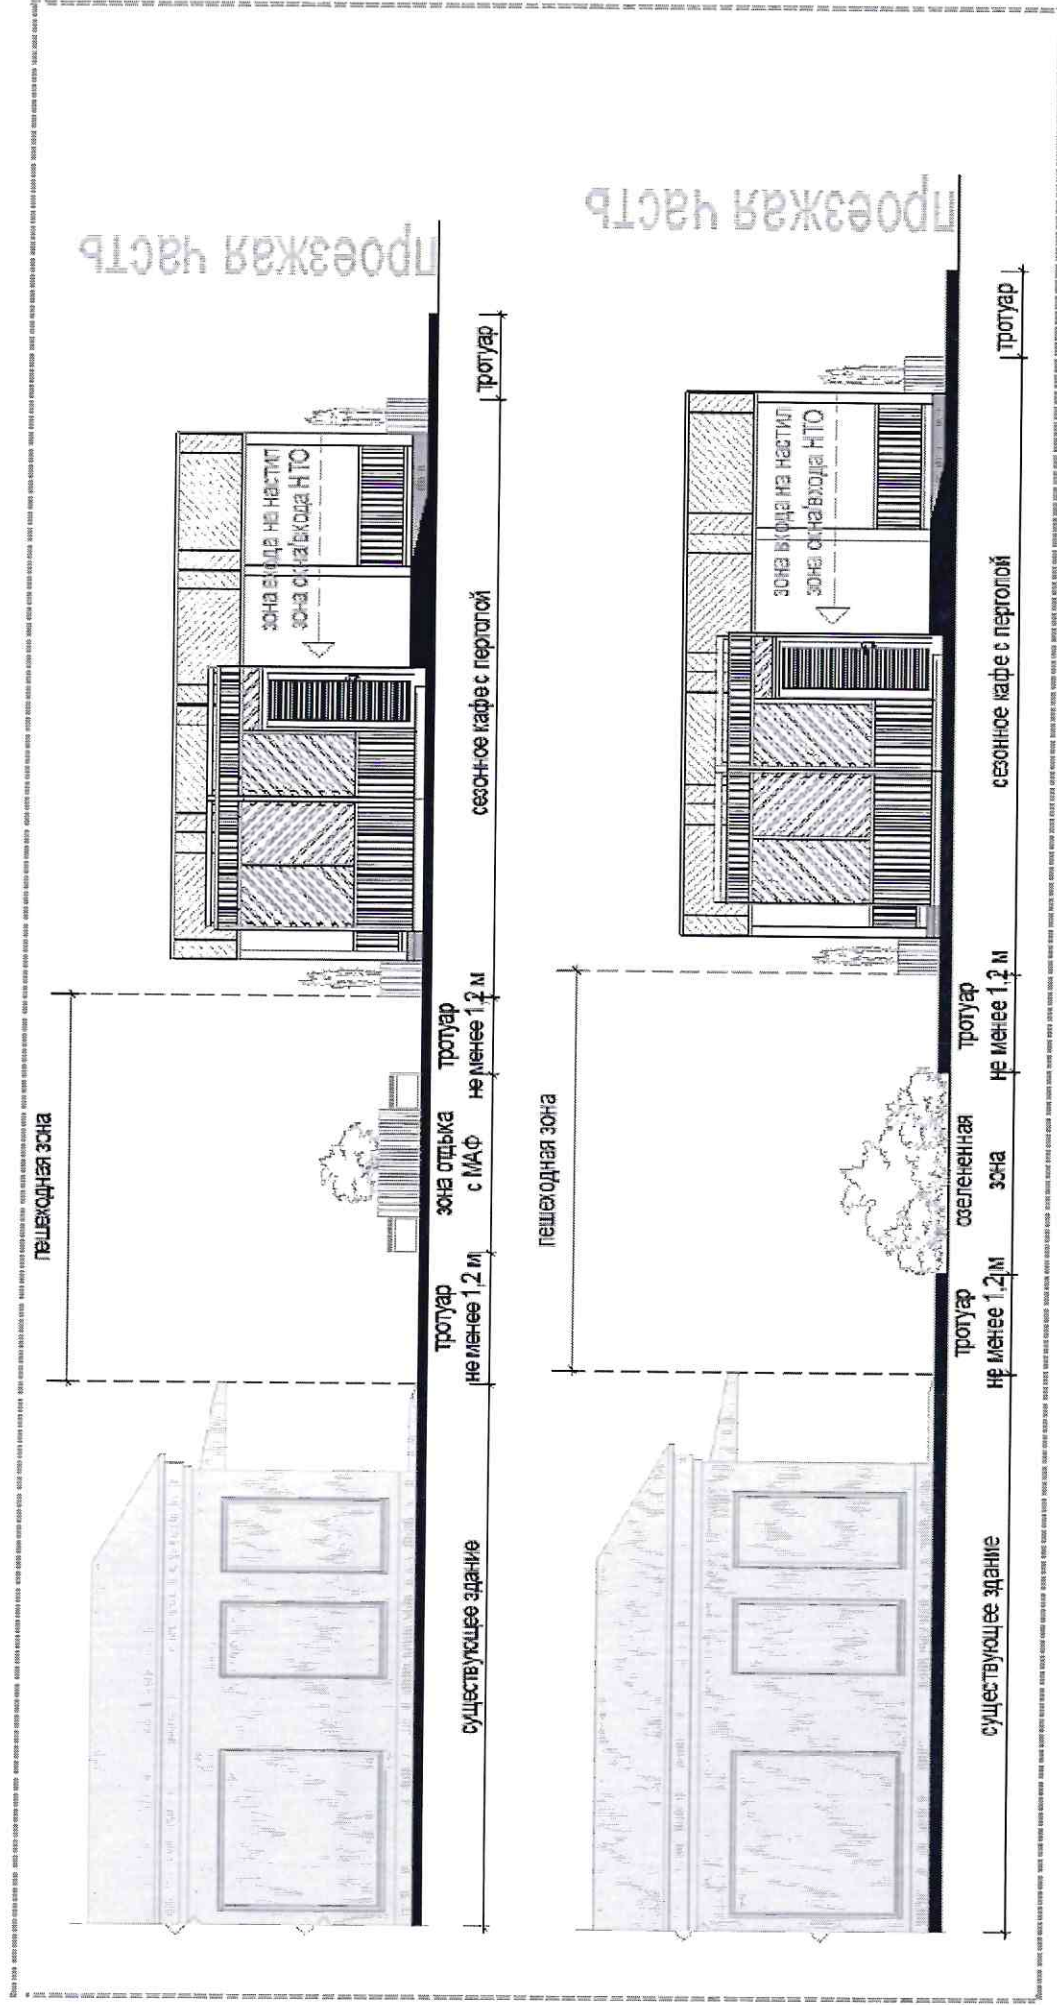 пешеходная зона
проезжая часть
зона входа на настил
зона окна/входа НТО
существующее здание
тротуар
не менее 1,2 м
зона отдыха
с МАФ
тротуар
не менее 1,2 м
сезонное кафе с перголой
тротуар
пешеходная зона
проезжая часть
зона входа на настил
зона окна/входа НТО
существующее здание
тротуар
не менее 1,2 м
озелененная
зона
тротуар
не менее 1,2 м
сезонное кафе с перголой
тротуар